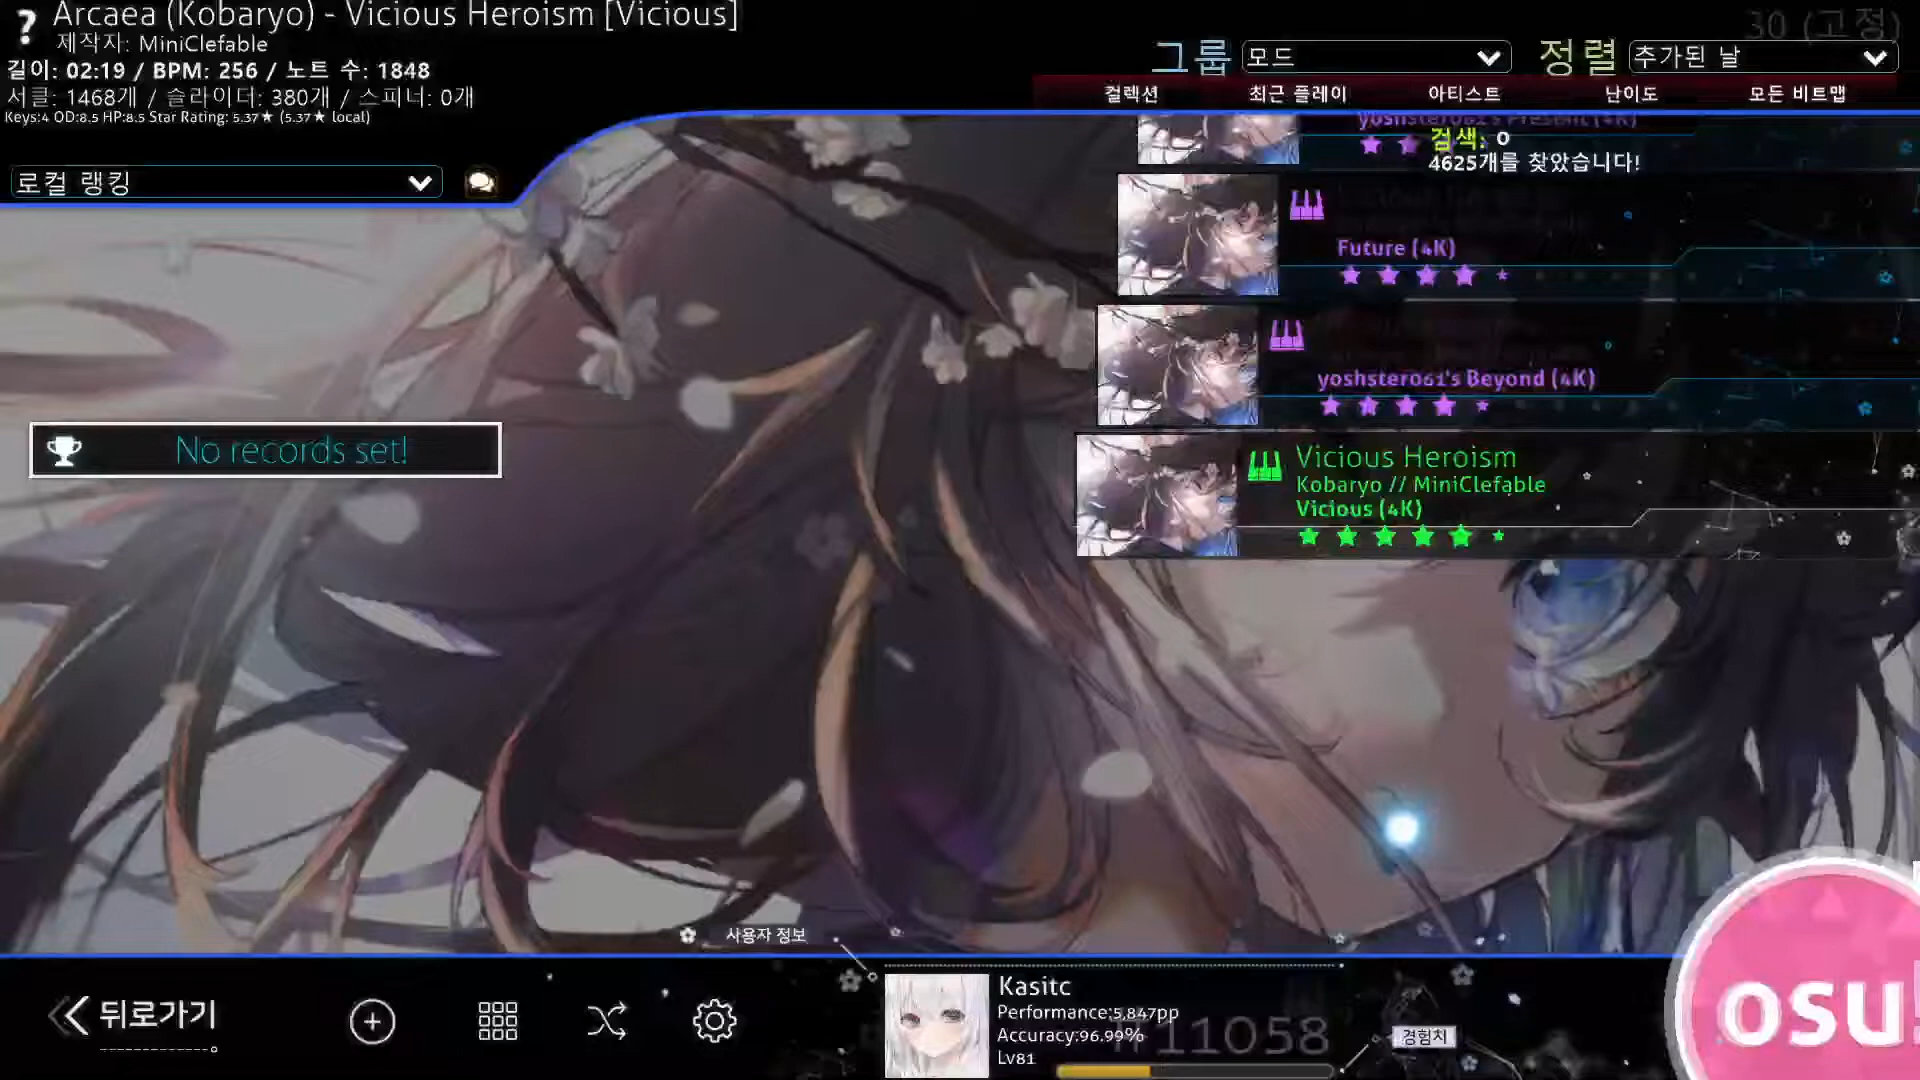 Arcaea (Kobaryo) - Vicious Heroism [Vicious]
제작자: MiniClefable
길이: 02:19 / BPM: 256 / 노트 수: 1848
서클: 1468개 / 슬라이더: 380개 / 스피너: 0개
Keys:4 OD:8.5 HP:8.5 Star Rating: 5.37★ (5.37★ local)
로컬 랭킹
30 (고정)
그룹 모드
정렬 추가된 날
컬렉션 최근 플레이 아티스트 난이도 모든 비트맵
yoshster061's Present (4K)
검색: o
4625개를 찾았습니다!
Future (4K)
yoshster061's Beyond (4K)
Vicious Heroism
Kobaryo // MiniClefable
Vicious (4K)
No records set!
사용자 정보
뒤로가기
Kasitc
Performance:5,847pp
Accuracy:96.99%
Lv81
#11058
경험치
osu!